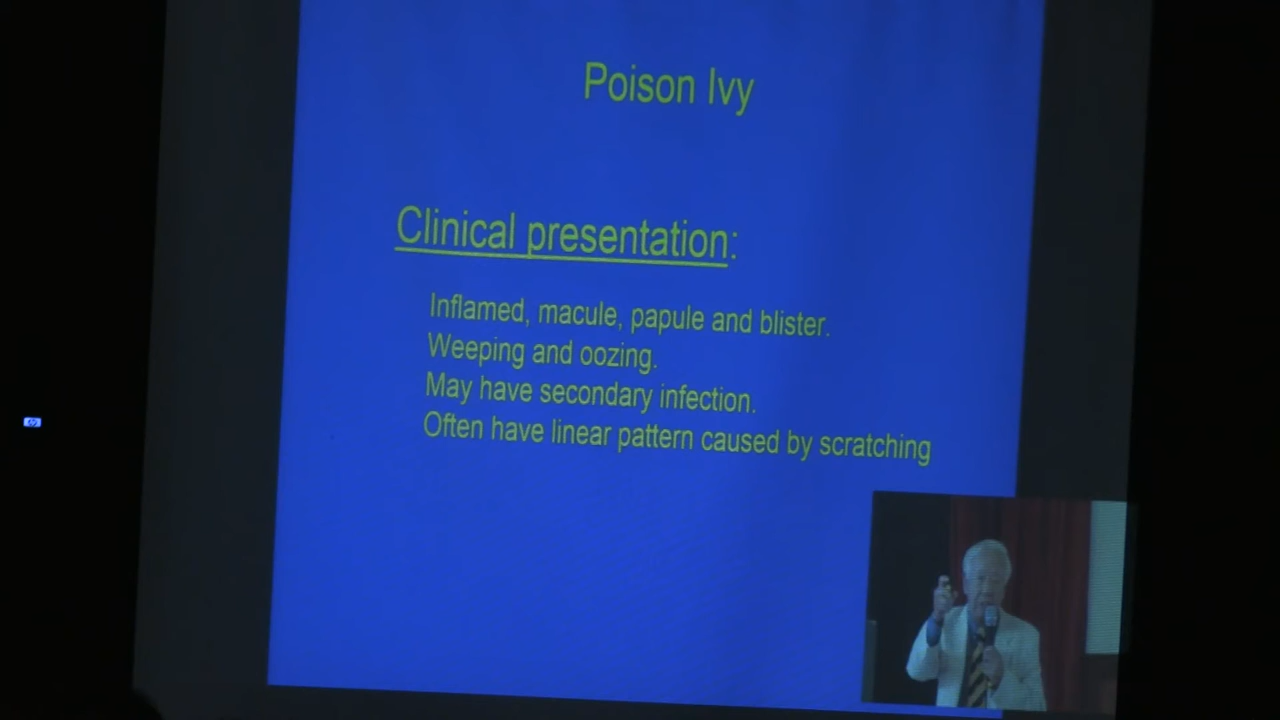 Poison Ivy
Clinical presentation:
Inflamed, macule, papule and blister.
Weeping and oozing.
May have secondary infection.
Often have linear pattern caused by scratching
hp